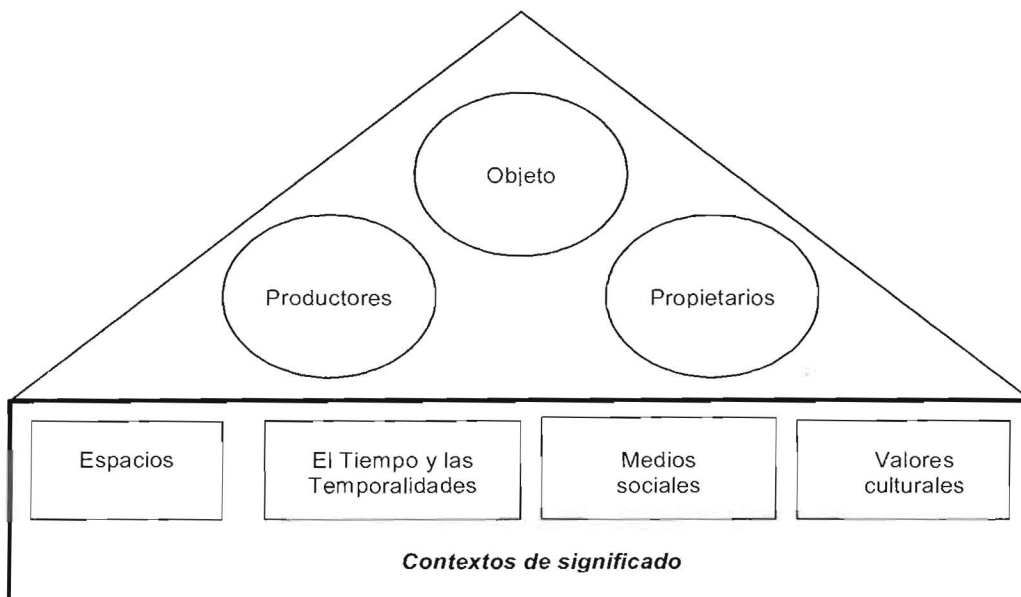 Objeto
Productores
Propietarios
Espacios
El Tiempo y las
Temporalidades
Medios
sociales
Valores
culturales
Contextos de significado